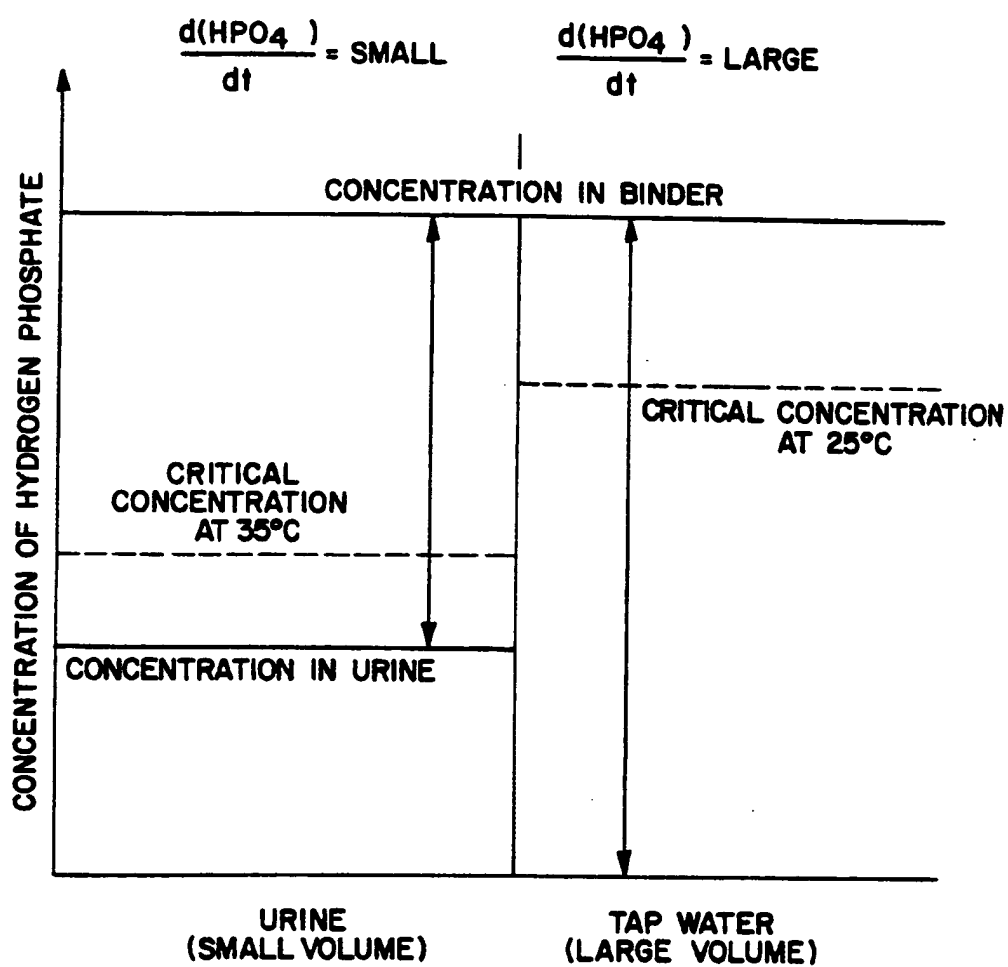 d(HPO4 )
dt
= SMALL
d(HPO4 )
dt
= LARGE
CONCENTRATION OF HYDROGEN PHOSPHATE
CONCENTRATION IN BINDER
CRITICAL CONCENTRATION
AT 25°C
CRITICAL
CONCENTRATION
AT 35°C
CONCENTRATION IN URINE
URINE
(SMALL VOLUME)
TAP WATER
(LARGE VOLUME)